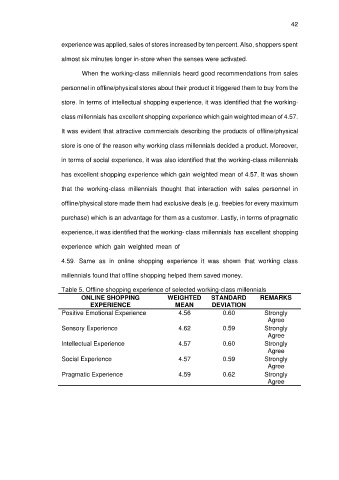 42
experience was applied, sales of stores increased by ten percent. Also, shoppers spent
almost six minutes longer in-store when the senses were activated.
When the working-class millennials heard good recommendations from sales
personnel in offline/physical stores about their product it triggered them to buy from the
store. In terms of intellectual shopping experience, it was identified that the working-
class millennials has excellent shopping experience which gain weighted mean of 4.57.
It was evident that attractive commercials describing the products of offline/physical
store is one of the reason why working class millennials decided a product. Moreover,
in terms of social experience, it was also identified that the working-class millennials
has excellent shopping experience which gain weighted mean of 4.57. It was shown
that the working-class millennials thought that interaction with sales personnel in
offline/physical store made them had exclusive deals (e.g. freebies for every maximum
purchase) which is an advantage for them as a customer. Lastly, in terms of pragmatic
experience, it was identified that the working- class millennials has excellent shopping
experience which gain weighted mean of
4.59. Same as in online shopping experience it was shown that working class
millennials found that offline shopping helped them saved money.
Table 5. Offline shopping experience of selected working-class millennials
ONLINE SHOPPING EXPERIENCE WEIGHTED MEAN STANDARD DEVIATION REMARKS
Positive Emotional Experience 4.56 0.60 Strongly Agree
Sensory Experience 4.62 0.59 Strongly Agree
Intellectual Experience 4.57 0.60 Strongly Agree
Social Experience 4.57 0.59 Strongly Agree
Pragmatic Experience 4.59 0.62 Strongly Agree